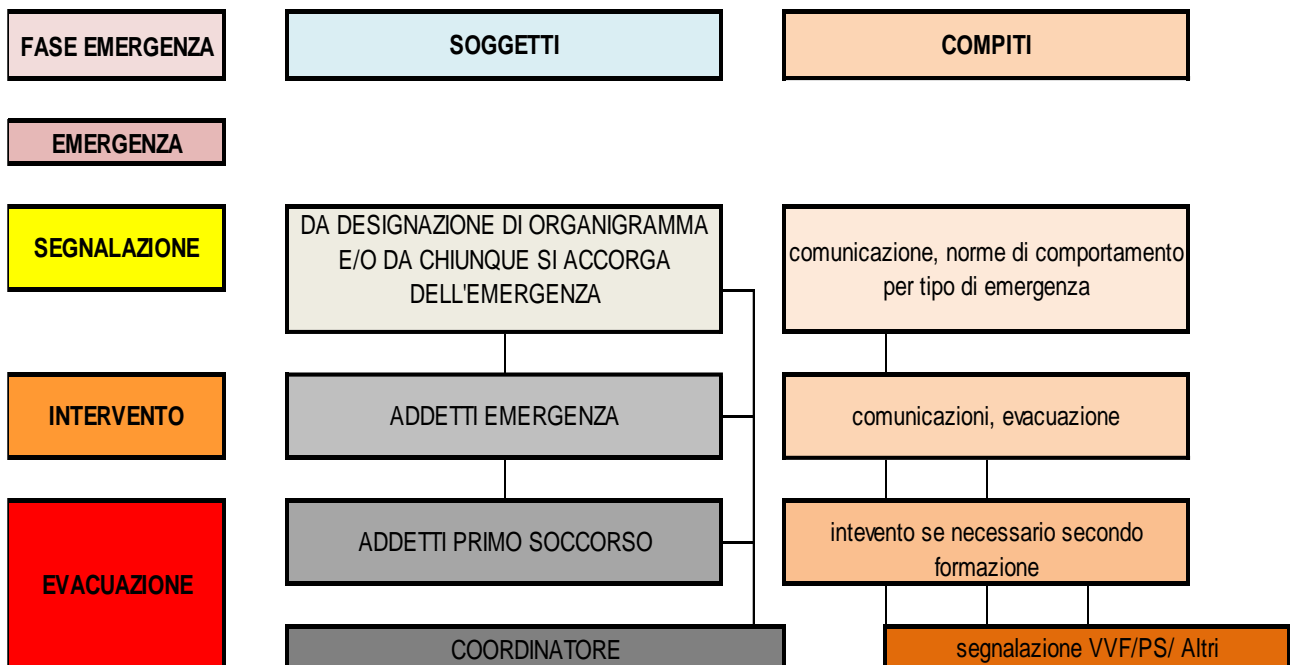 FASE EMERGENZA
SOGGETTI
COMPITI
EMERGENZA
SEGNALAZIONE
DA DESIGNAZIONE DI ORGANIGRAMMA
E/O DA CHIUNQUE SI ACCORGA
DELL'EMERGENZA
comunicazione, norme di comportamento
per tipo di emergenza
INTERVENTO
ADDETTI EMERGENZA
comunicazioni, evacuazione
EVACUAZIONE
ADDETTI PRIMO SOCCORSO
intevento se necessario secondo
formazione
COORDINATORE
segnalazione VVF/PS/ Altri